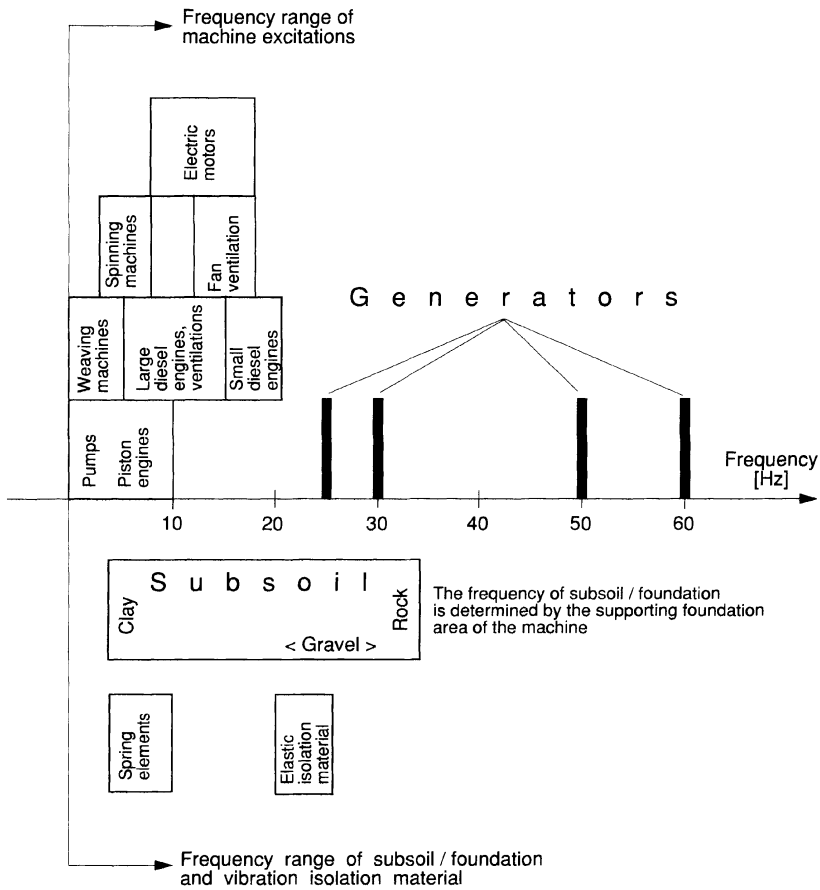 Frequency range of
machine excitations
Electric
motors
Spinning
machines
Fan
ventilation
Weaving
machines
Large
diesel
engines,
ventilations
Small
diesel
engines
Generators
Pumps
Piston
engines
Frequency
[Hz]
10 20 30 40 50 60
Subsoil
Clay
Rock
< Gravel >
The frequency of subsoil / foundation
is determined by the supporting foundation
area of the machine
Spring
elements
Elastic
isolation
material
Frequency range of subsoil / foundation
and vibration isolation material